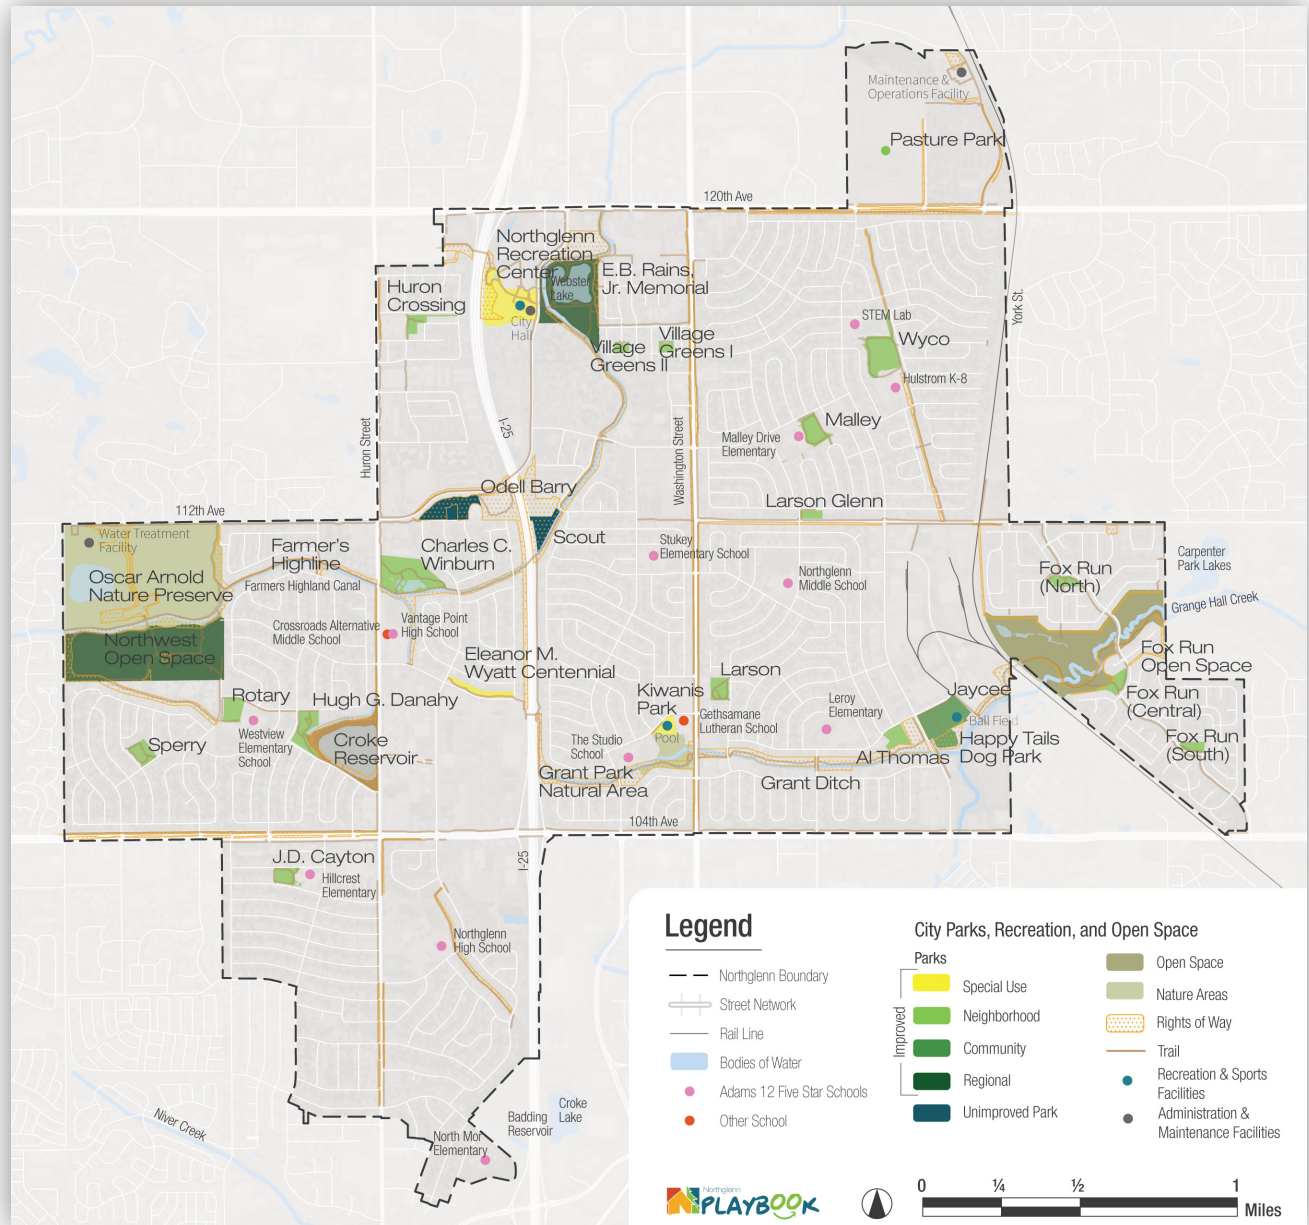 Maintenance &
Operations Facility
Pasture Park
120th Ave
Northglenn
Recreation
Center
Webster
Lake
E.B. Rains,
Jr. Memorial
City
Hall
Huron
Crossing
Village
Greens II
Village
Greens I
STEM Lab
Wyco
Hulstrom K-8
York St.
Malley
Malley Drive
Elementary
Huron Street
I-25
Washington Street
Odell Barry
Larson Glenn
112th Ave
Water Treatment
Facility
Oscar Arnold
Nature Preserve
Farmer's
Highline
Farmers Highland Canal
Charles C.
Winburn
Scout
Stukey
Elementary School
Northglenn
Middle School
Carpenter
Park Lakes
Fox Run
(North)
Grange Hall Creek
Crossroads Alternative
Middle School
Vantage Point
High School
Northwest
Open Space
Eleanor M.
Wyatt Centennial
Fox Run
Open Space
Larson
Kiwanis
Park
Pool
Gethsamane
Lutheran School
Leroy
Elementary
Jaycee
Ball Field
Fox Run
(Central)
Rotary
Hugh G. Danahy
Westview
Elementary
School
Sperry
Croke
Reservoir
The Studio
School
Grant Park
Natural Area
Grant Ditch
Al Thomas
Happy Tails
Dog Park
Fox Run
(South)
104th Ave
J.D. Cayton
Hillcrest
Elementary
I-25
Northglenn
High School
Niver Creek
North Mor
Elementary
Badding
Reservoir
Croke
Lake
Legend
Northglenn Boundary
Street Network
Rail Line
Bodies of Water
Adams 12 Five Star Schools
Other School
City Parks, Recreation, and Open Space
Parks
Improved
Special Use
Neighborhood
Community
Regional
Unimproved Park
Open Space
Nature Areas
Rights of Way
Trail
Recreation & Sports
Facilities
Administration &
Maintenance Facilities
Northglenn
PLAYBOOK
0 ¼ ½ 1
Miles